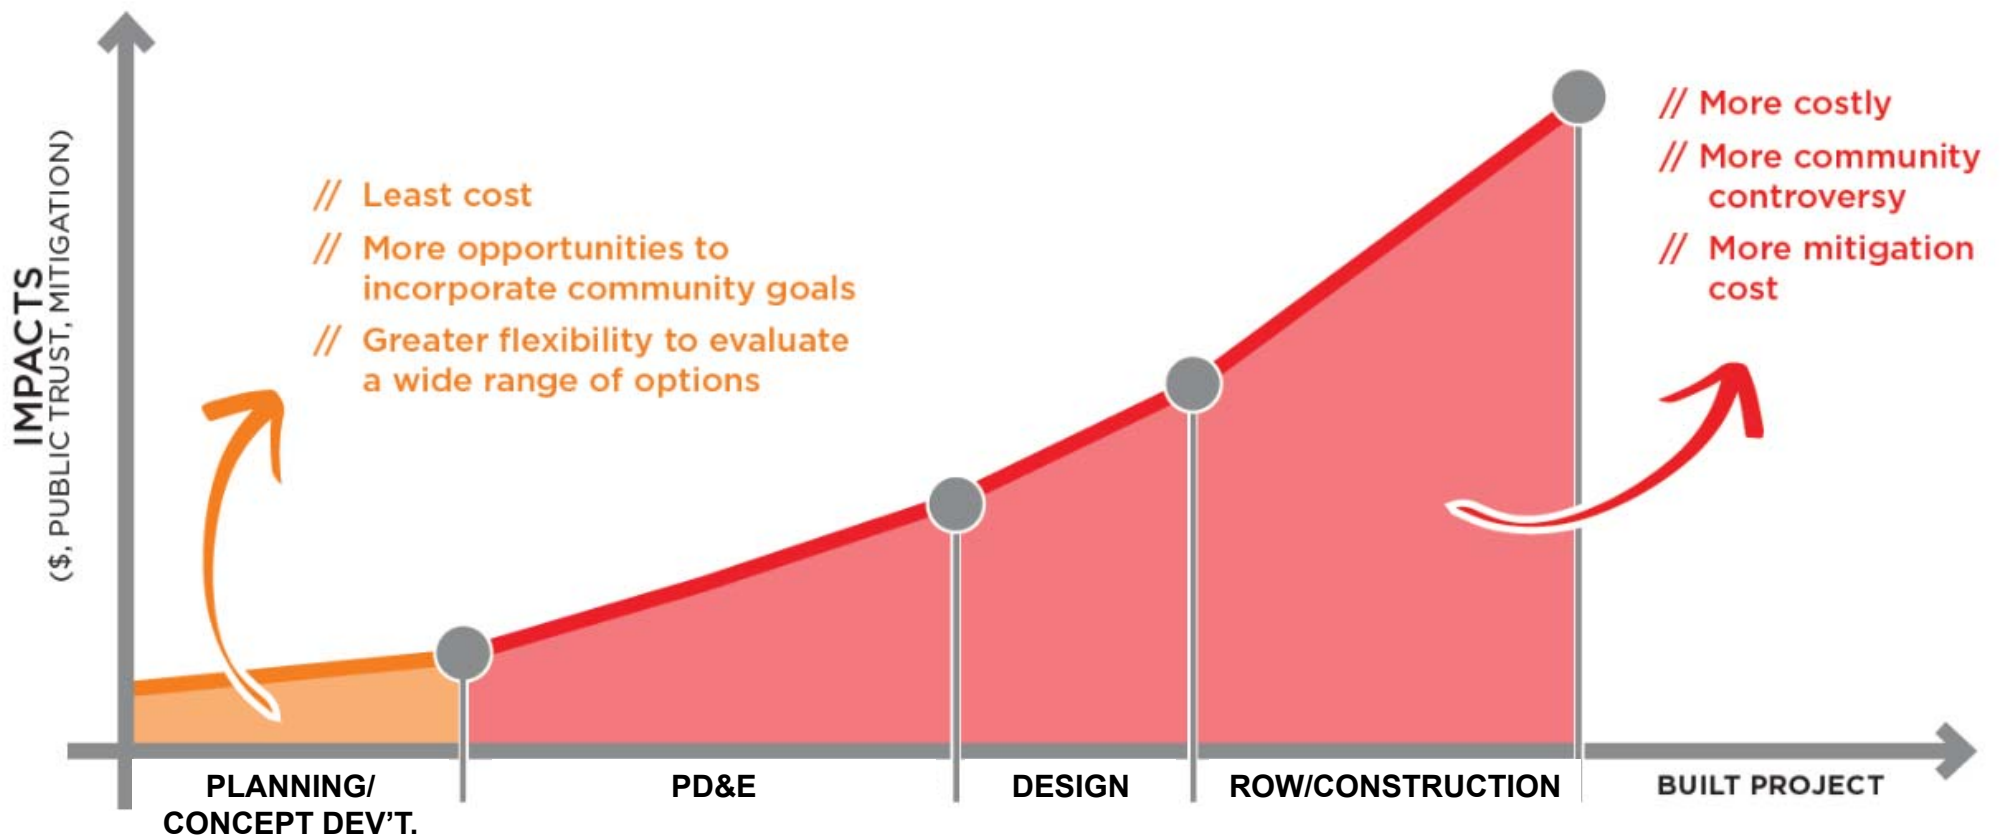 IMPACTS
($, PUBLIC TRUST, MITIGATION)
// Least cost
// More opportunities to
incorporate community goals
// Greater flexibility to evaluate
a wide range of options
// More costly
// More community
controversy
// More mitigation
cost
PLANNING/
CONCEPT DEV’T.
PD&E
DESIGN
ROW/CONSTRUCTION
BUILT PROJECT